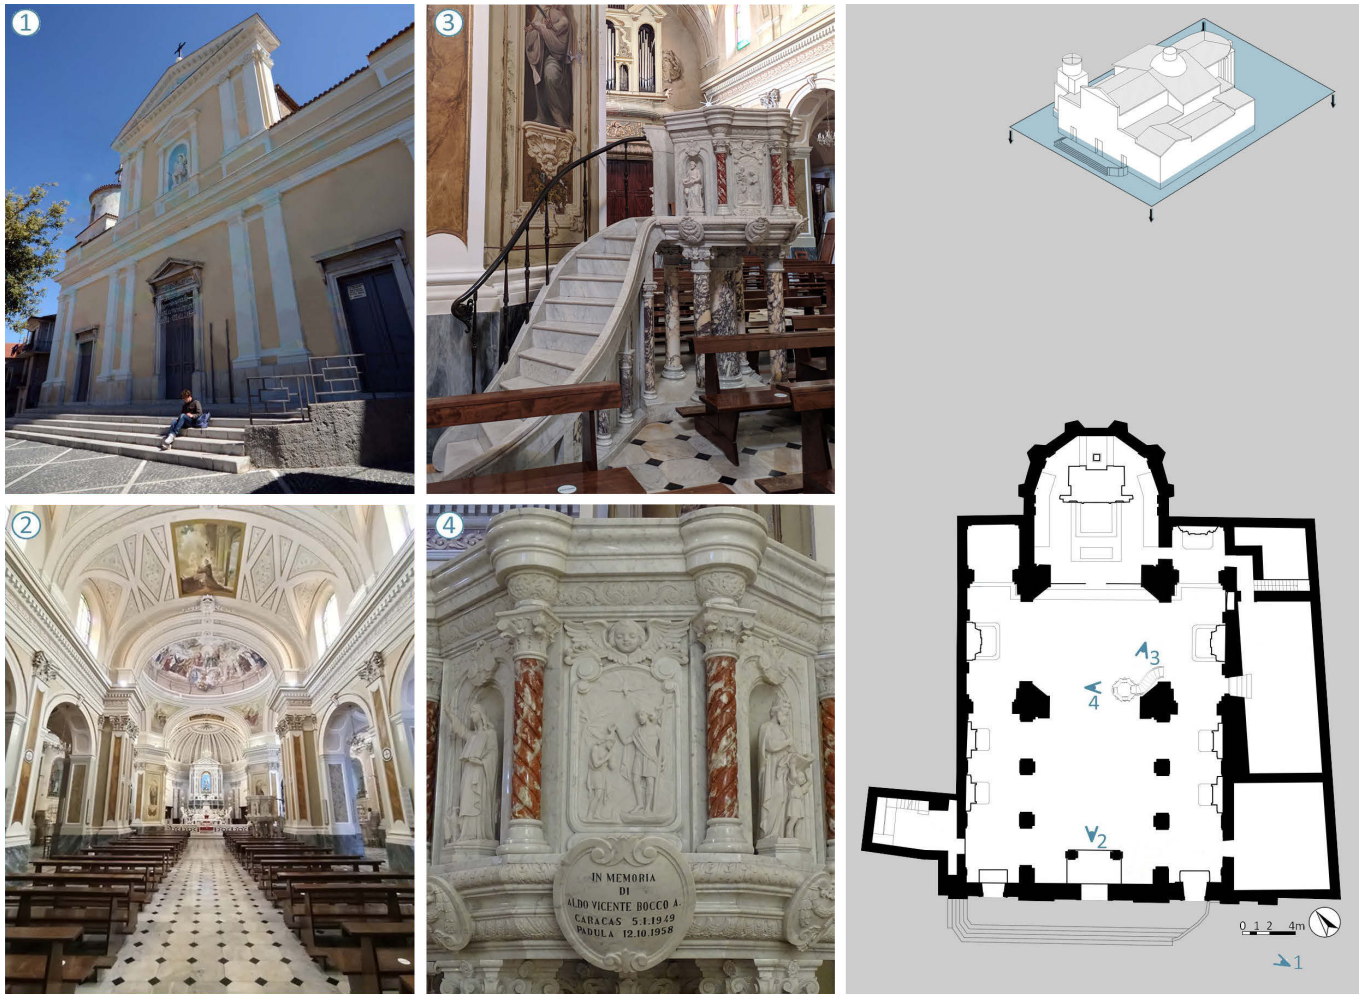 1
3
2
4
IN MEMORIA
DI
ALDO VICENTE BOCCO A.
CARACAS 5.1.1949
PADULA 12.10.1958
3
4
2
0 1 2 4m
1